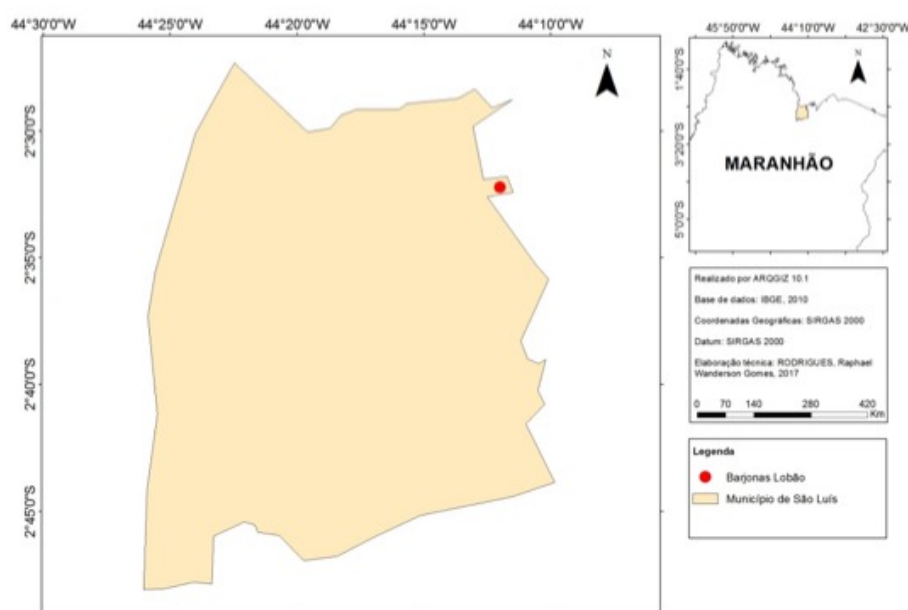 44°30'0"W
44°25'0"W
44°20'0"W
44°15'0"W
44°10'0"W
2°30'0"S
2°35'0"S
2°40'0"S
2°45'0"S
N
45°50'0"W
44°10'0"W
42°30'0"W
1°40'0"S
3°20'0"S
5°0'0"S
N
MARANHÃO
Realizado por ARQGIZ 10.1
Base de dados: IBGE, 2010
Coordenadas Geográficas: SIRGAS 2000
Datum: SIRGAS 2000
Elaboração técnica: RODRIGUES, Raphael
Wanderson Gomes, 2017
0 70 140 280 420
Km
Legenda
Barjonas Lobão
Município de São Luís